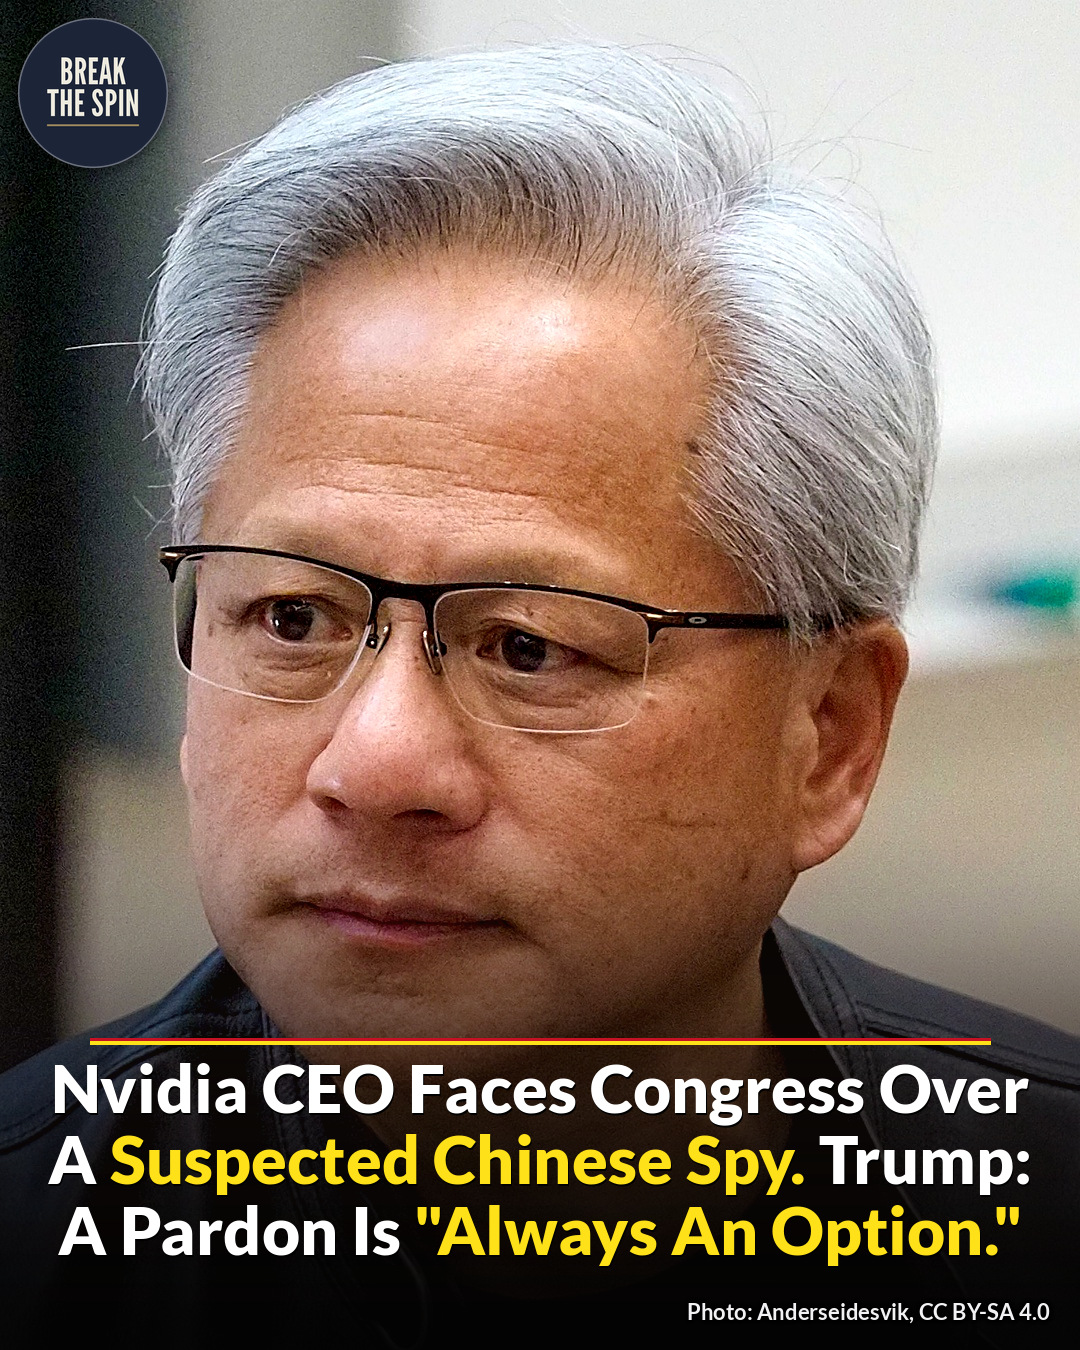 BREAK
THE SPIN
Nvidia CEO Faces Congress Over
A Suspected Chinese Spy. Trump:
A Pardon Is "Always An Option."
Photo: Anderseidesvik, CC BY-SA 4.0